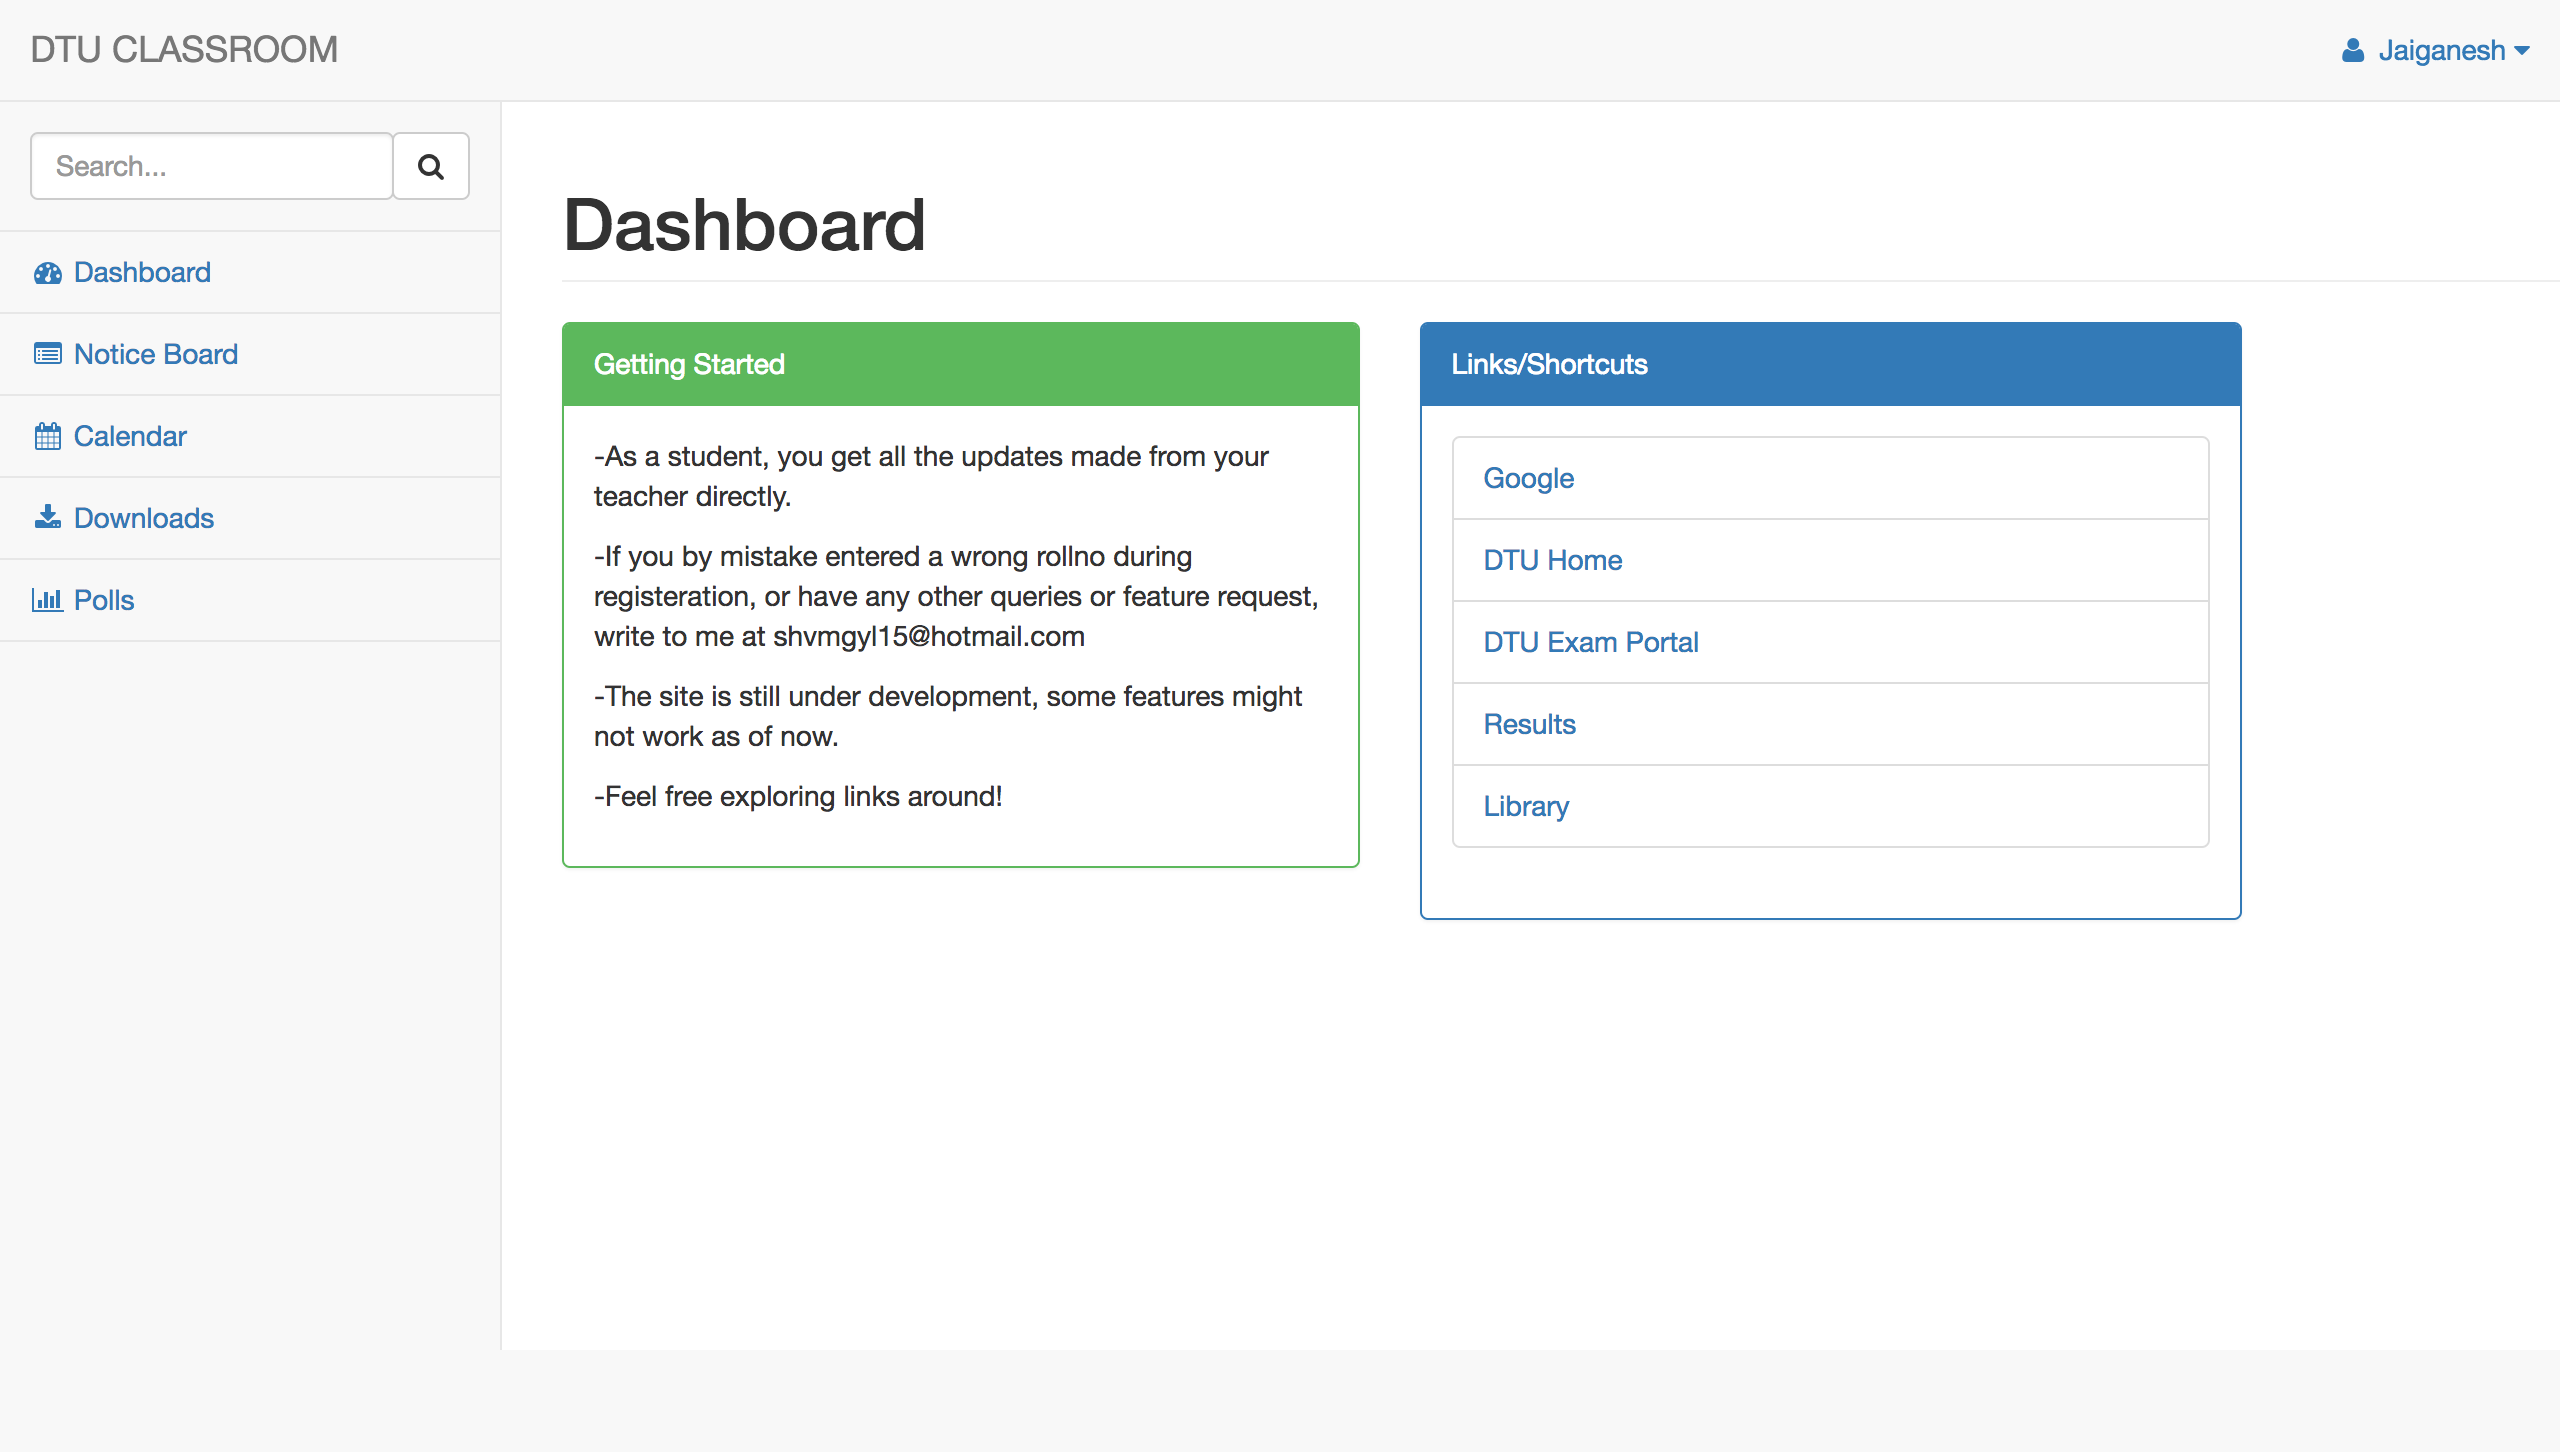 DTU CLASSROOM
Jaiganesh
Search...
Dashboard
Notice Board
Calendar
Downloads
Polls
Dashboard
Getting Started
-As a student, you get all the updates made from your
teacher directly.
-If you by mistake entered a wrong rollno during
registeration, or have any other queries or feature request,
write to me at shvmgyl15@hotmail.com
-The site is still under development, some features might
not work as of now.
-Feel free exploring links around!
Links/Shortcuts
Google
DTU Home
DTU Exam Portal
Results
Library